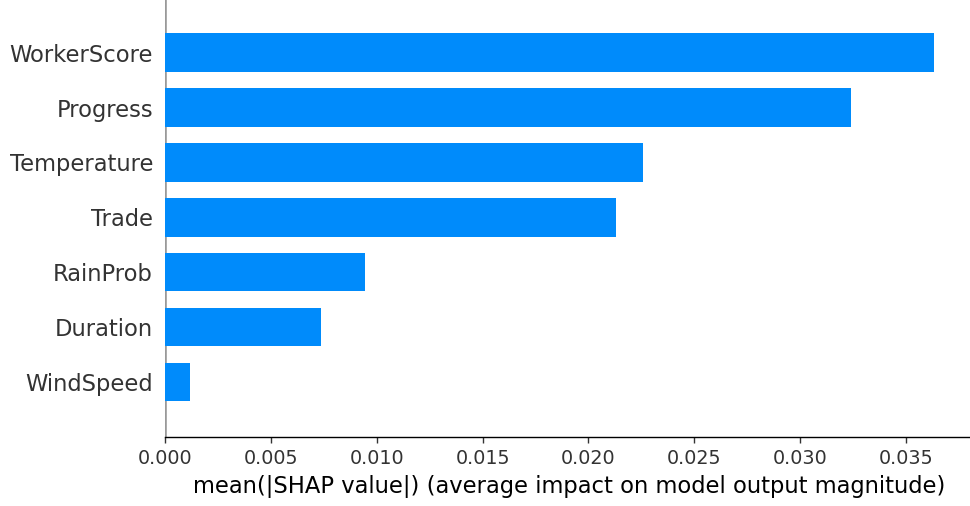 WorkerScore
Progress
Temperature
Trade
RainProb
Duration
WindSpeed
0.000 0.005 0.010 0.015 0.020 0.025 0.030 0.035
mean(|SHAP value|) (average impact on model output magnitude)